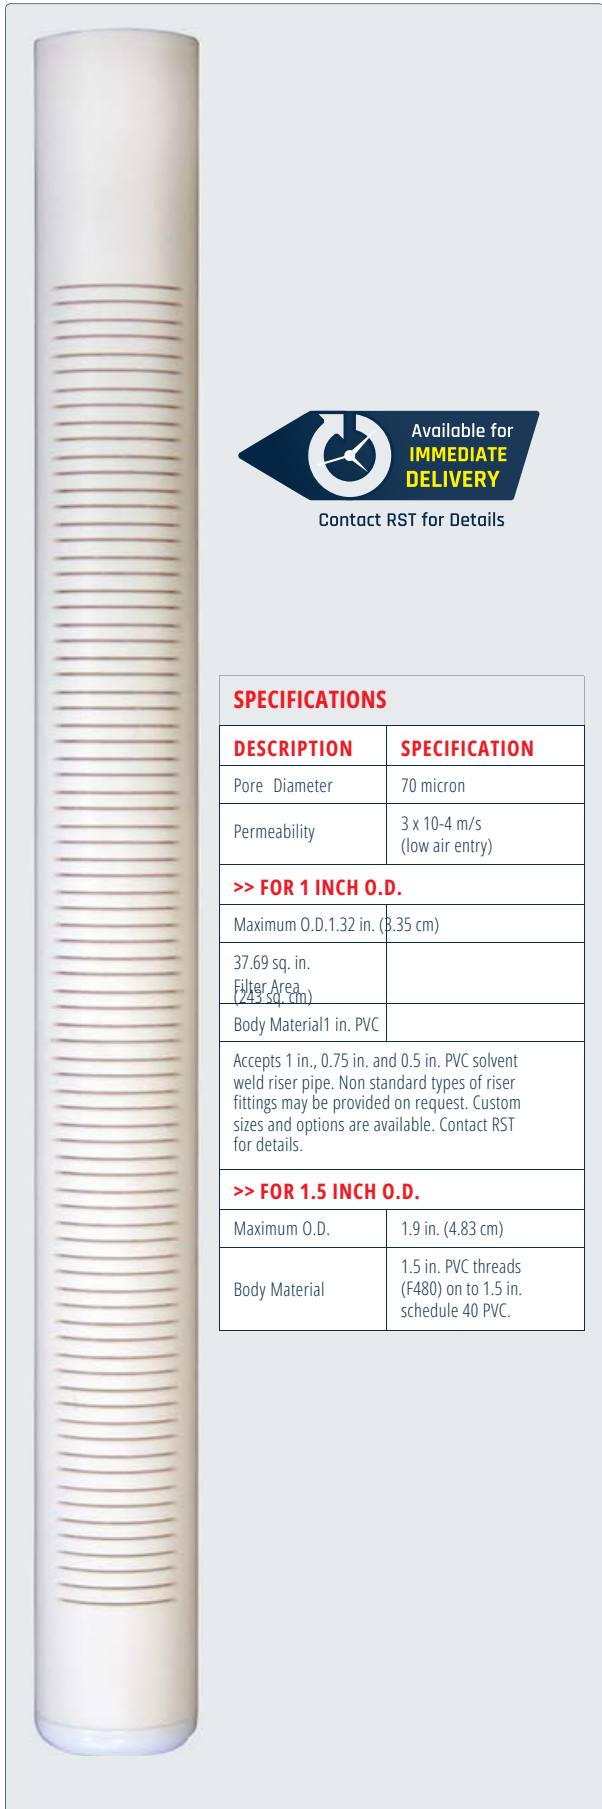 Available for
IMMEDIATE
DELIVERY
Contact RST for Details
SPECIFICATIONS
DESCRIPTION SPECIFICATION
Pore Diameter 70 micron
Permeability 3 x 10-4 m/s
(low air entry)
>> FOR 1 INCH O.D.
Maximum O.D.1.32 in. (3.35 cm)
37.69 sq. in.
Filter Area
(243 sq. cm)
Body Material1 in. PVC
Accepts 1 in., 0.75 in. and 0.5 in. PVC solvent
weld riser pipe. Non standard types of riser
fittings may be provided on request. Custom
sizes and options are available. Contact RST
for details.
>> FOR 1.5 INCH O.D.
Maximum O.D. 1.9 in. (4.83 cm)
Body Material 1.5 in. PVC threads
(F480) on to 1.5 in.
schedule 40 PVC.